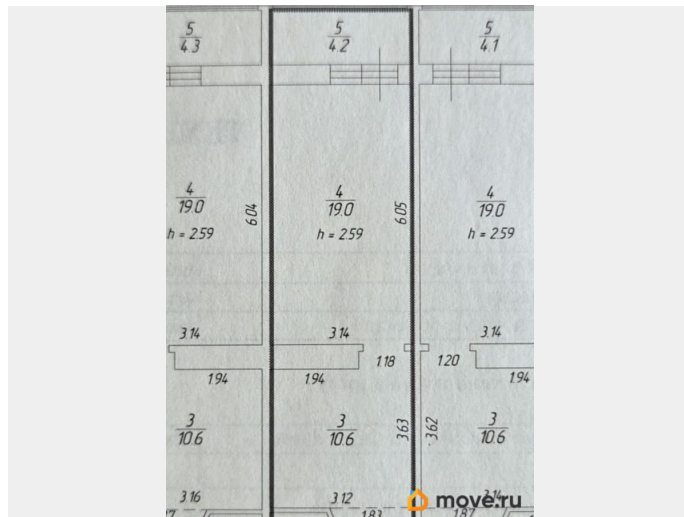 5 5 5
4.3 4.2 4.1
4 4 4
19.0 19.0 19.0
6.04 6.05
h = 2.59 h = 2.59 h = 2.59
3.14 3.14 3.14
1.18 1.20
1.94 1.94 1.94
3 3 3
10.6 10.6 10.6
3.63 3.62
3.16 3.12 3.14
move.ru
1.83 1.87